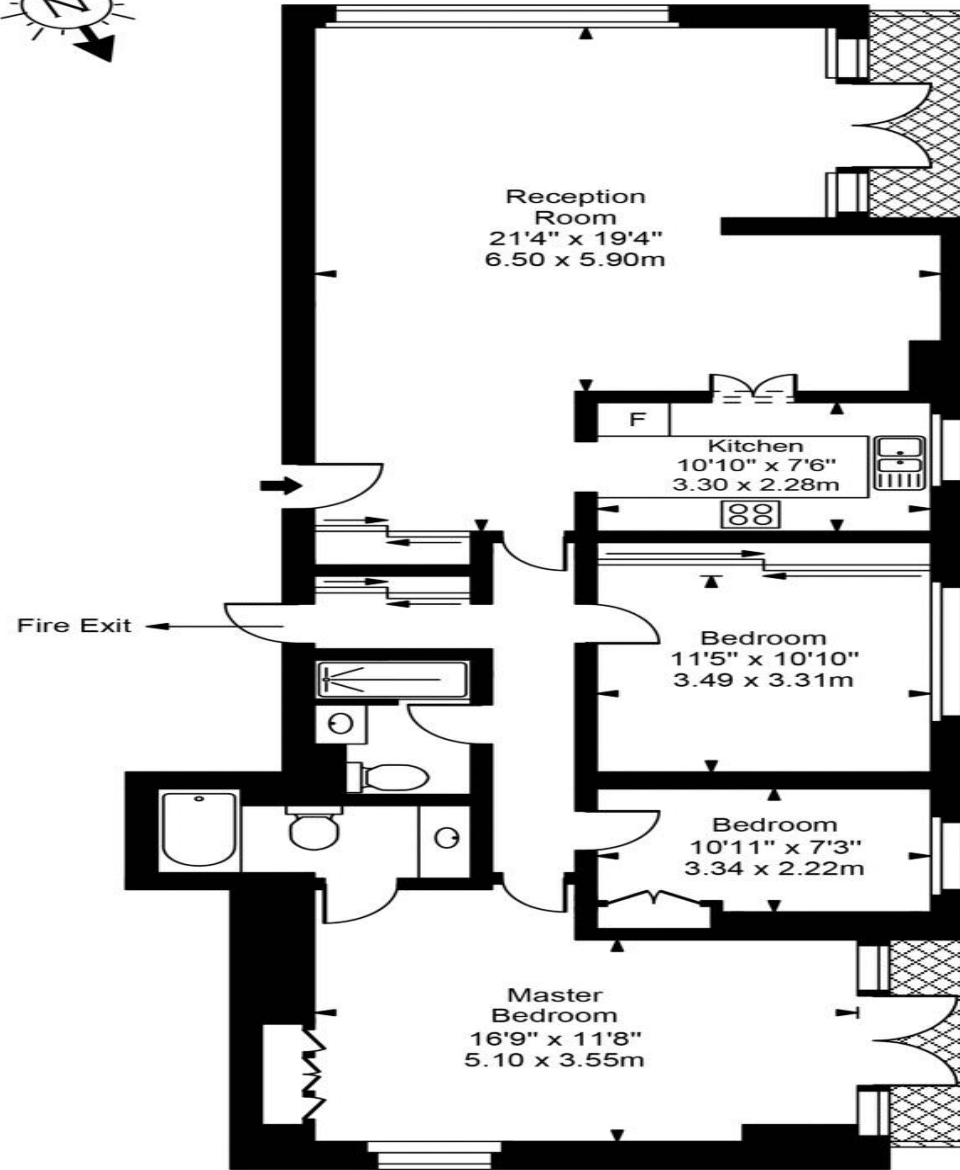 N
Reception
Room
21'4" x 19'4"
6.50 x 5.90m
F
Kitchen
10'10" x 7'6"
3.30 x 2.28m
Fire Exit
Bedroom
11'5" x 10'10"
3.49 x 3.31m
Bedroom
10'11" x 7'3"
3.34 x 2.22m
Master
Bedroom
16'9" x 11'8"
5.10 x 3.55m